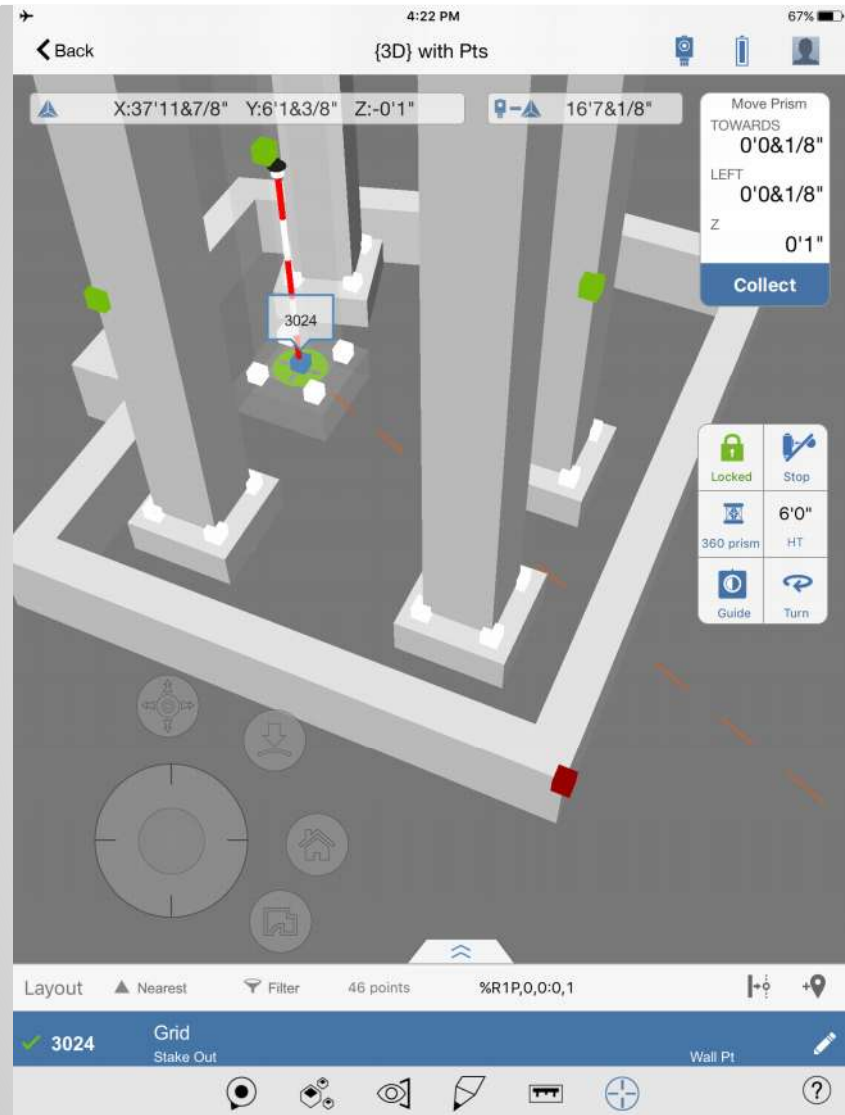 4:22 PM
67%
Back
{3D} with Pts
X:37'11&7/8" Y:6'1&3/8" Z:-0'1"
16'7&1/8"
Move Prism
TOWARDS
0'0&1/8"
LEFT
0'0&1/8"
Z
0'1"
Collect
3024
Locked
Stop
6'0"
360 prism
HT
Guide
Turn
Layout
Nearest
Filter
46 points
%R1P,0,0:0,1
3024
Grid
Stake Out
Wall Pt
?